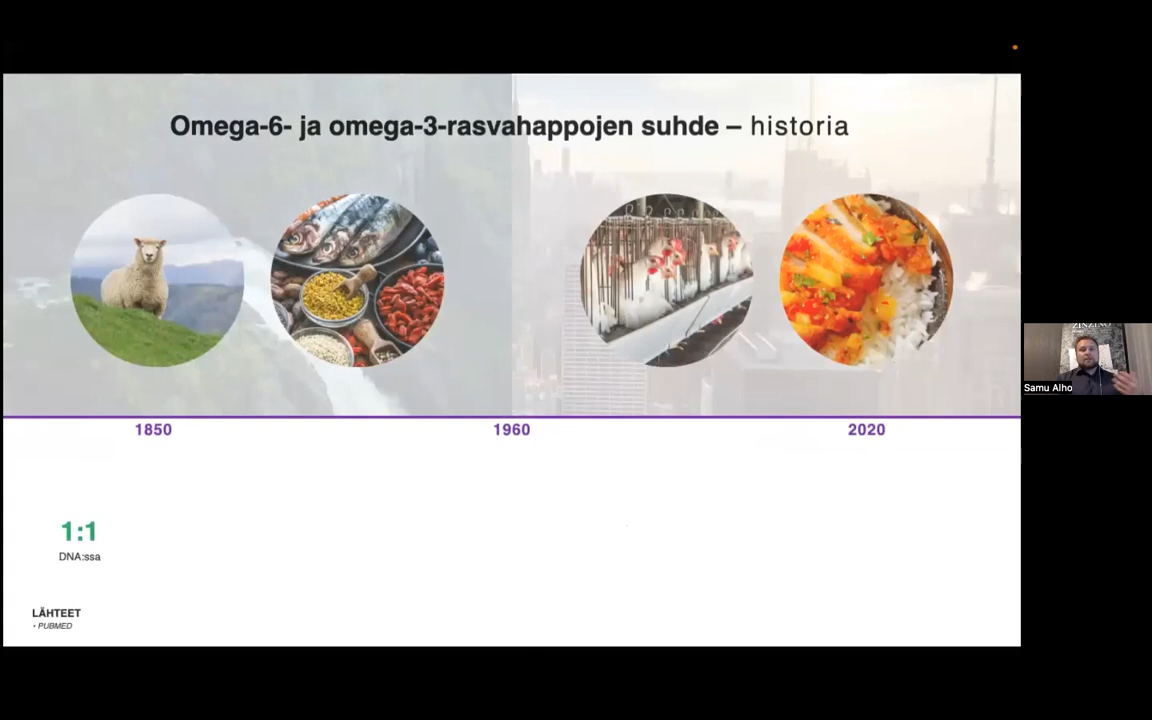 Omega-6- ja omega-3-rasvahappojen suhde – historia
1850
1960
2020
1:1
DNA:ssa
LÄHTEET
• PUBMED
ZINZINO
Samu Alho